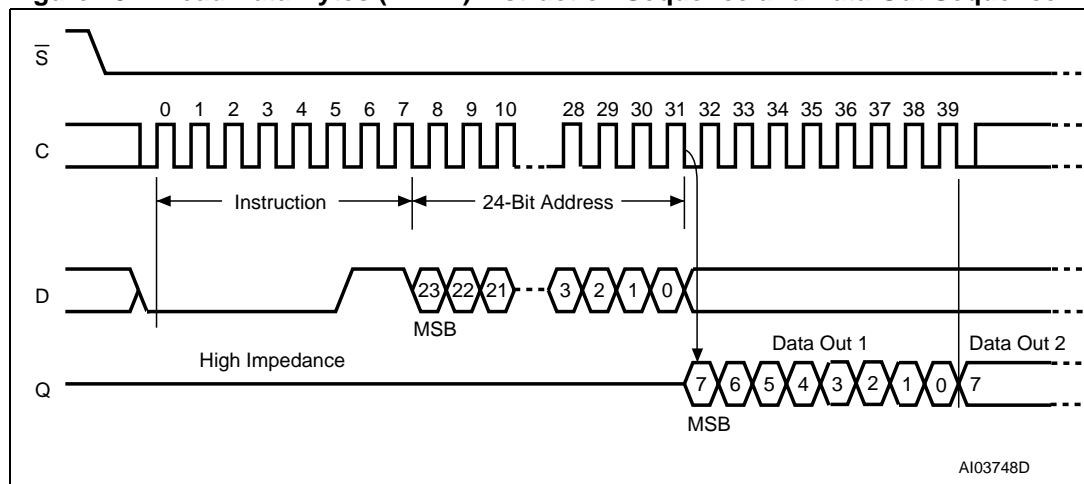 S
0 1 2 3 4 5 6 7 8 9 10 28 29 30 31 32 33 34 35 36 37 38 39
C
Instruction 24-Bit Address
D 23 22 21 3 2 1 0
MSB
High Impedance Data Out 1 Data Out 2
Q 7 6 5 4 3 2 1 0 7
MSB
AI03748D